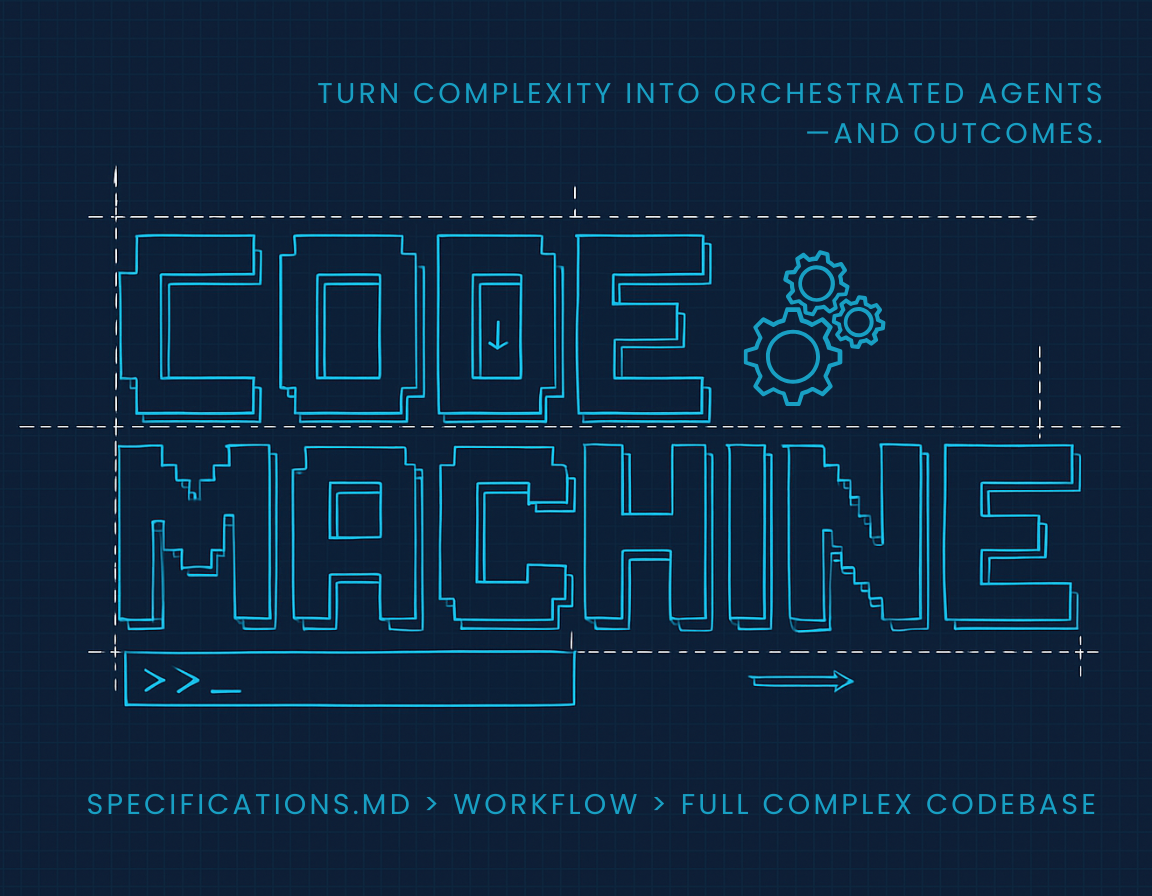 TURN COMPLEXITY INTO ORCHESTRATED AGENTS
—AND OUTCOMES.
CODE
MACHINE
>>_
SPECIFICATIONS.MD > WORKFLOW > FULL COMPLEX CODEBASE